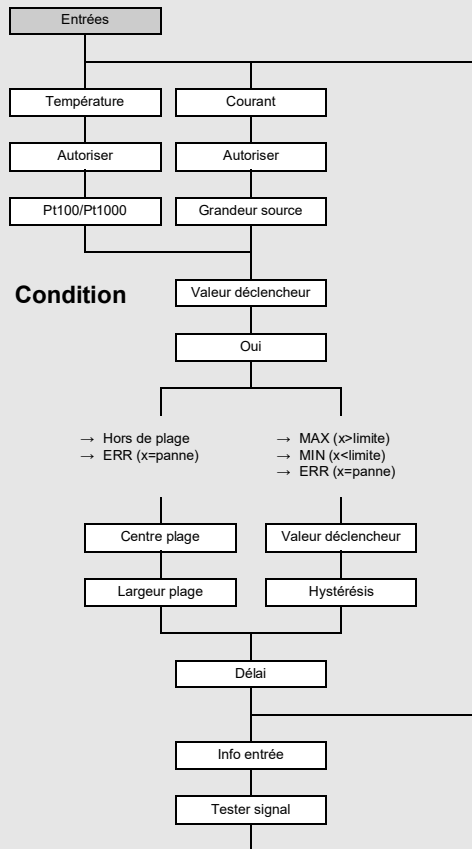 Entrées
Température
Courant
Autoriser
Autoriser
Pt100/Pt1000
Grandeur source
Condition
Valeur déclencheur
Oui
→ Hors de plage
→ ERR (x=panne)
→ MAX (x>limite)
→ MIN (x<limite)
→ ERR (x=panne)
Centre plage
Valeur déclencheur
Largeur plage
Hystérésis
Délai
Info entrée
Tester signal